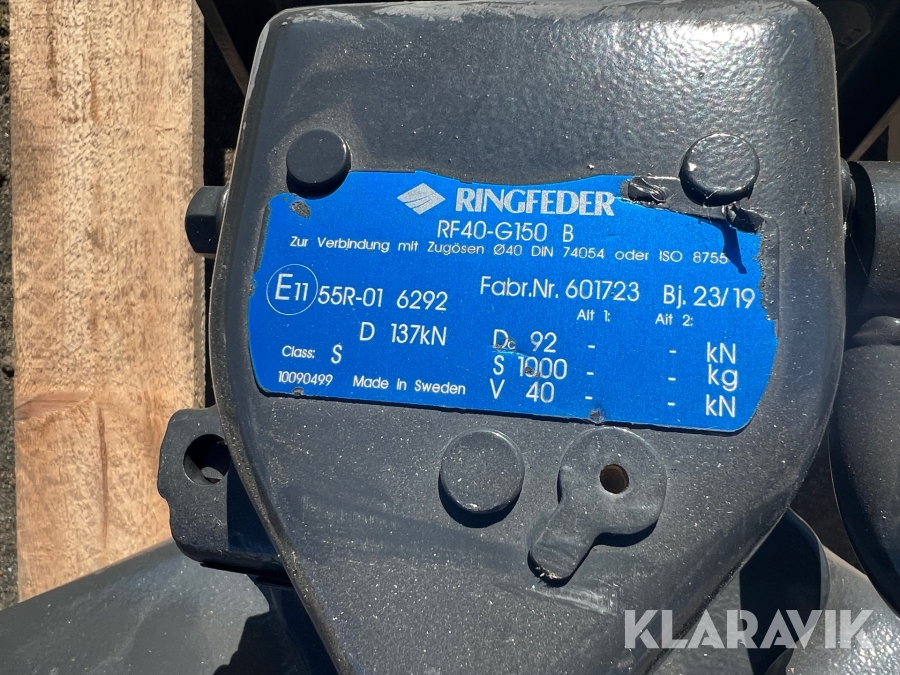 RINGFEDER
RF40-G150 B
Zur Verbindung mit Zugösen Ø40 DIN 74054 oder ISO 8755
E11 55R-01 6292 Fabr.Nr. 601723 Bj. 23/19
Alt 1: Alt 2:
D 137kN Dc 92 - - kN
Class: S S 1000 - - kg
10090499 Made in Sweden V 40 - - kN
KLARAVIK